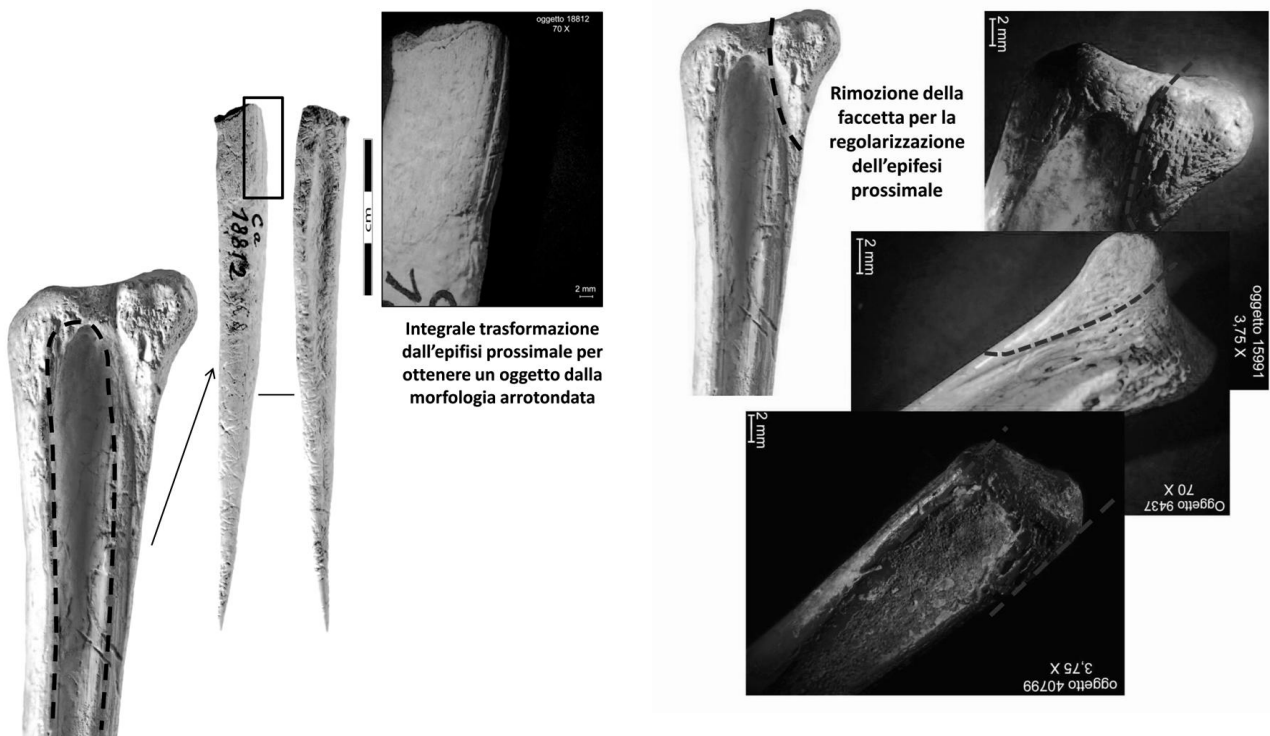 oggetto 18812
70 X
Ca
18812
cm
2 mm
Integrale trasformazione
dall'epifisi prossimale per
ottenere un oggetto dalla
morfologia arrotondata
Rimozione della
faccetta per la
regolarizzazione
dell'epifesi
prossimale
2 mm
oggetto 15991
3,75 X
2 mm
Oggetto 9437
70 X
2 mm
oggetto 40799
3,75 X